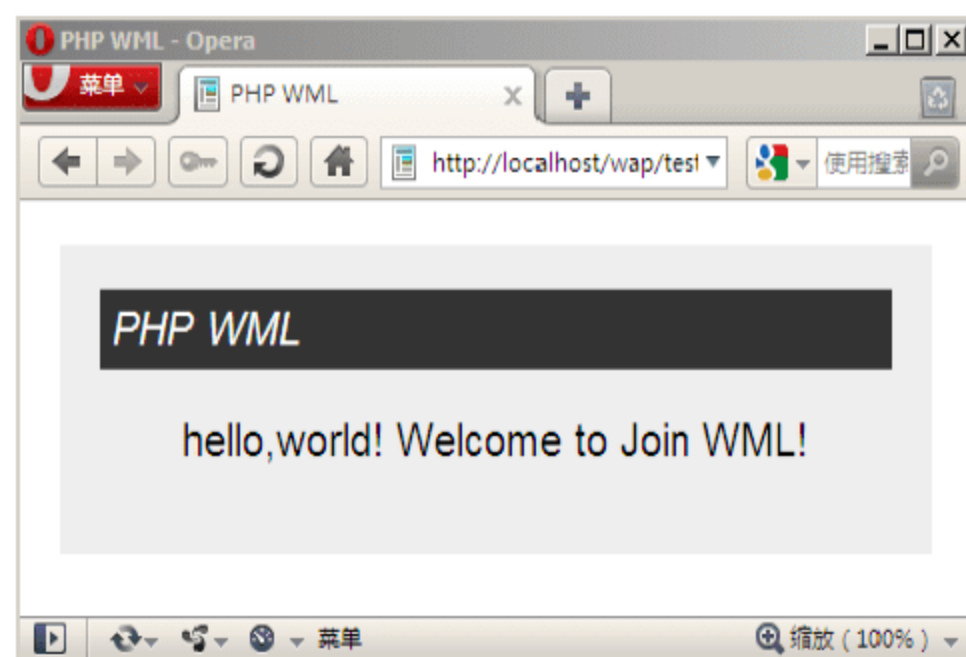 PHP WML - Opera
菜单
PHP WML
http://localhost/wap/test
使用搜索
PHP WML
hello,world! Welcome to Join WML!
菜单
缩放 ( 100% )